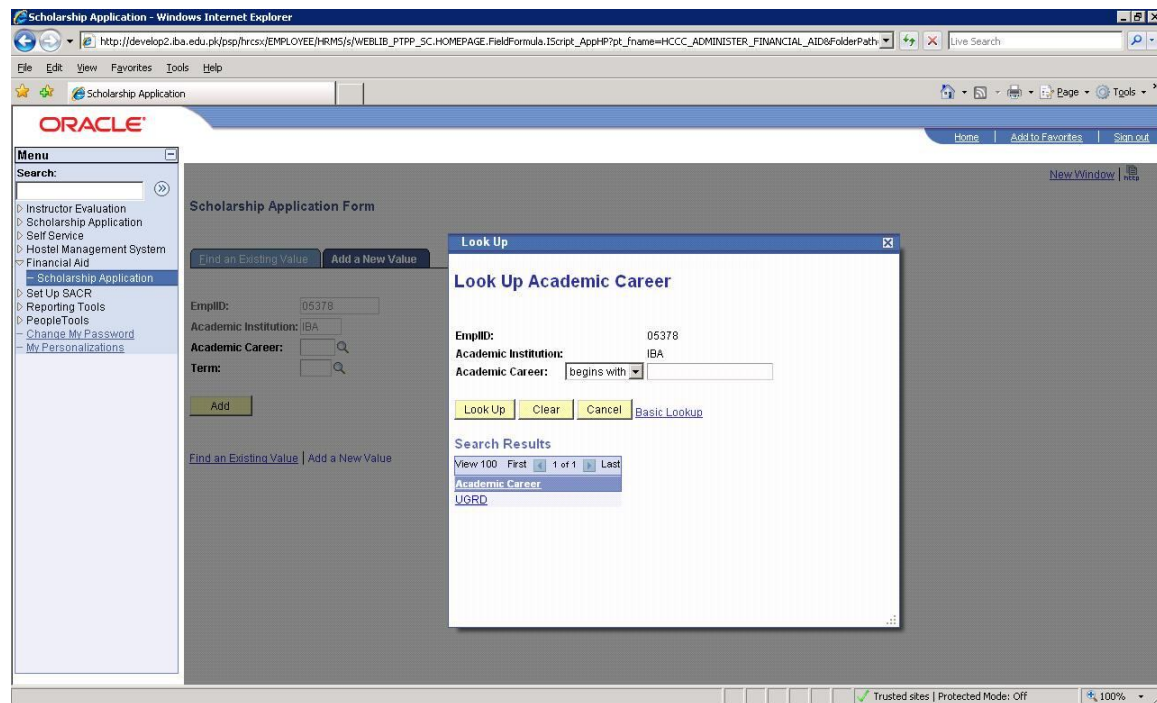 Scholarship Application - Windows Internet Explorer
http://develop2.iba.edu.pk/psp/hrcsx/EMPLOYEE/HRMS/s/WEBLIB_PTPP_SC.HOMEPAGE.FieldFormula.IScript_AppHP?pt_fname=HCCC_ADMINISTER_FINANCIAL_AID&FolderPath
Live Search
File Edit View Favorites Tools Help
Scholarship Application
Page Tools
ORACLE
Home | Add to Favorites | Sign out
Menu
Search:
Instructor Evaluation
Scholarship Application
Self Service
Hostel Management System
Financial Aid
– Scholarship Application
Set Up SACR
Reporting Tools
PeopleTools
– Change My Password
– My Personalizations
New Window | http
Scholarship Application Form
Find an Existing Value Add a New Value
EmplID: 05378
Academic Institution: IBA
Academic Career:
Term:
Add
Find an Existing Value | Add a New Value
Look Up
Look Up Academic Career
EmplID: 05378
Academic Institution: IBA
Academic Career: begins with
Look Up Clear Cancel Basic Lookup
Search Results
View 100 First 1 of 1 Last
Academic Career
UGRD
Trusted sites | Protected Mode: Off 100%